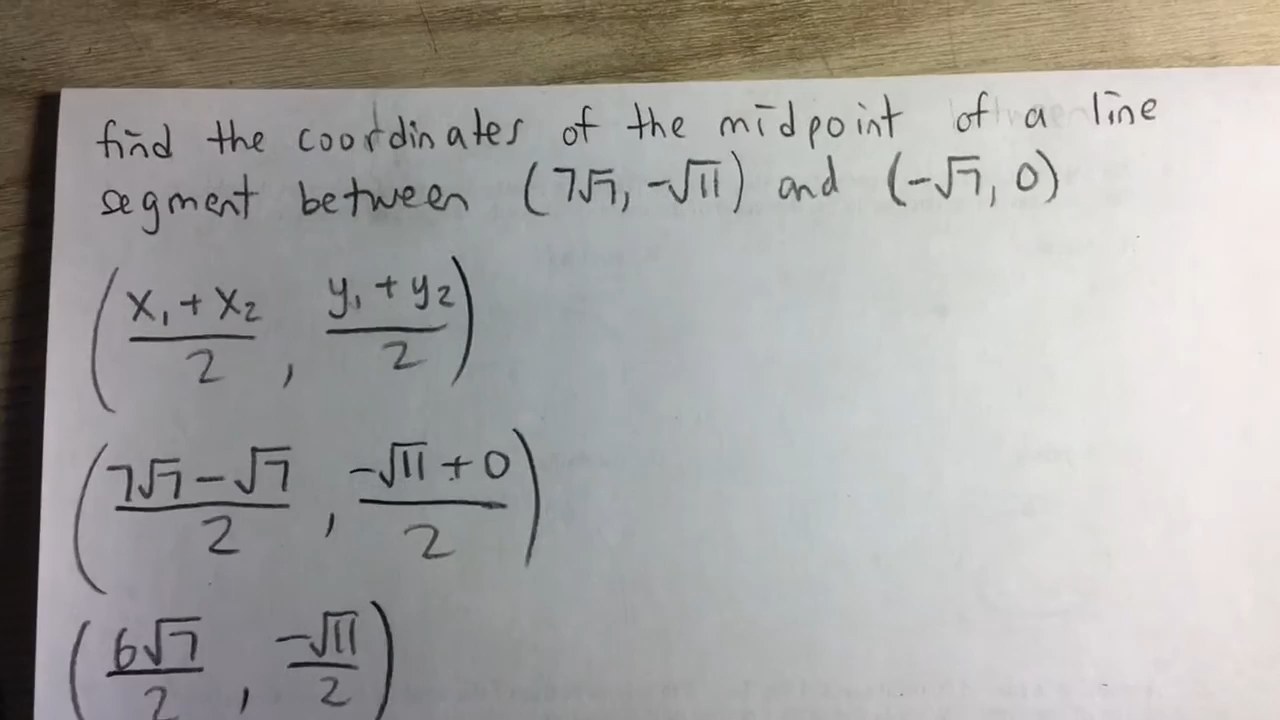 find the coordinates of the midpoint of a line
segment between (7√7, -√11) and (-√7, 0)
(x₁ + x₂ / 2 , y₁ + y₂ / 2)
(7√7 - √7 / 2 , -√11 + 0 / 2)
(6√7 / 2 , -√11 / 2)